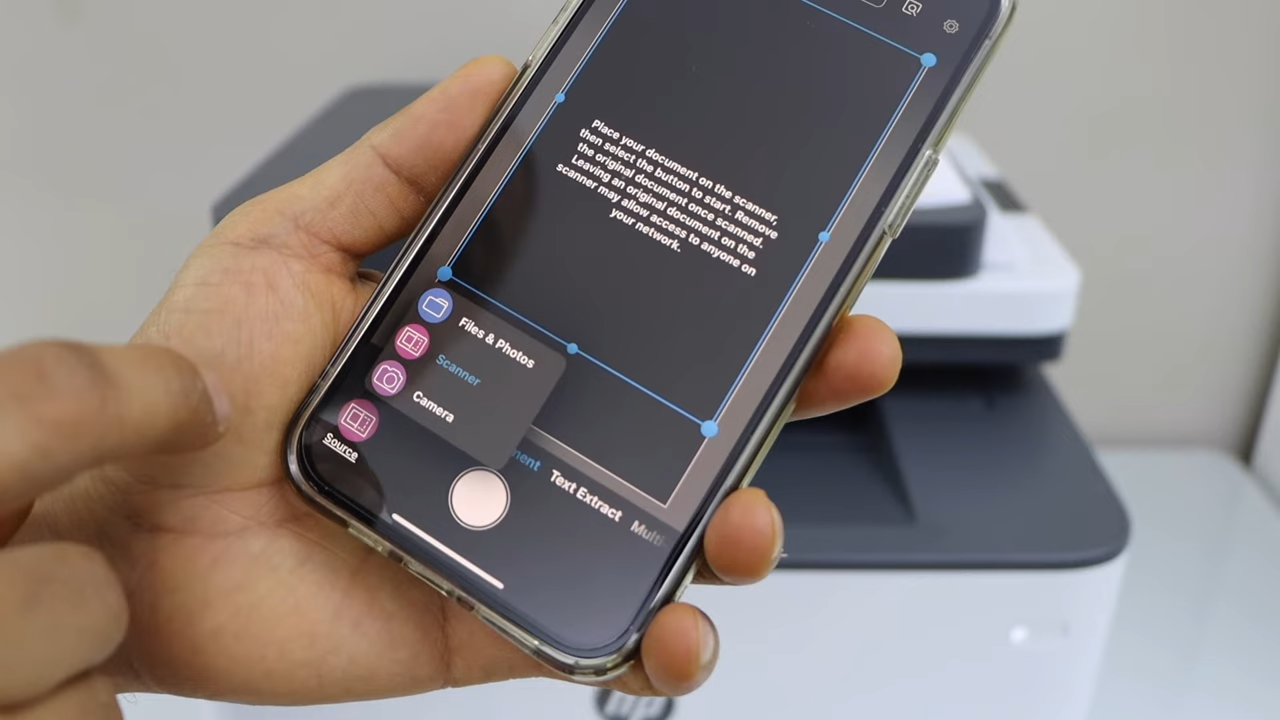 Place your document on the scanner,
then select the button to start. Remove
the original document once scanned.
Leaving an original document on the
scanner may allow access to anyone on
your network.
Files & Photos
Scanner
Camera
Source
Text Extract
hp